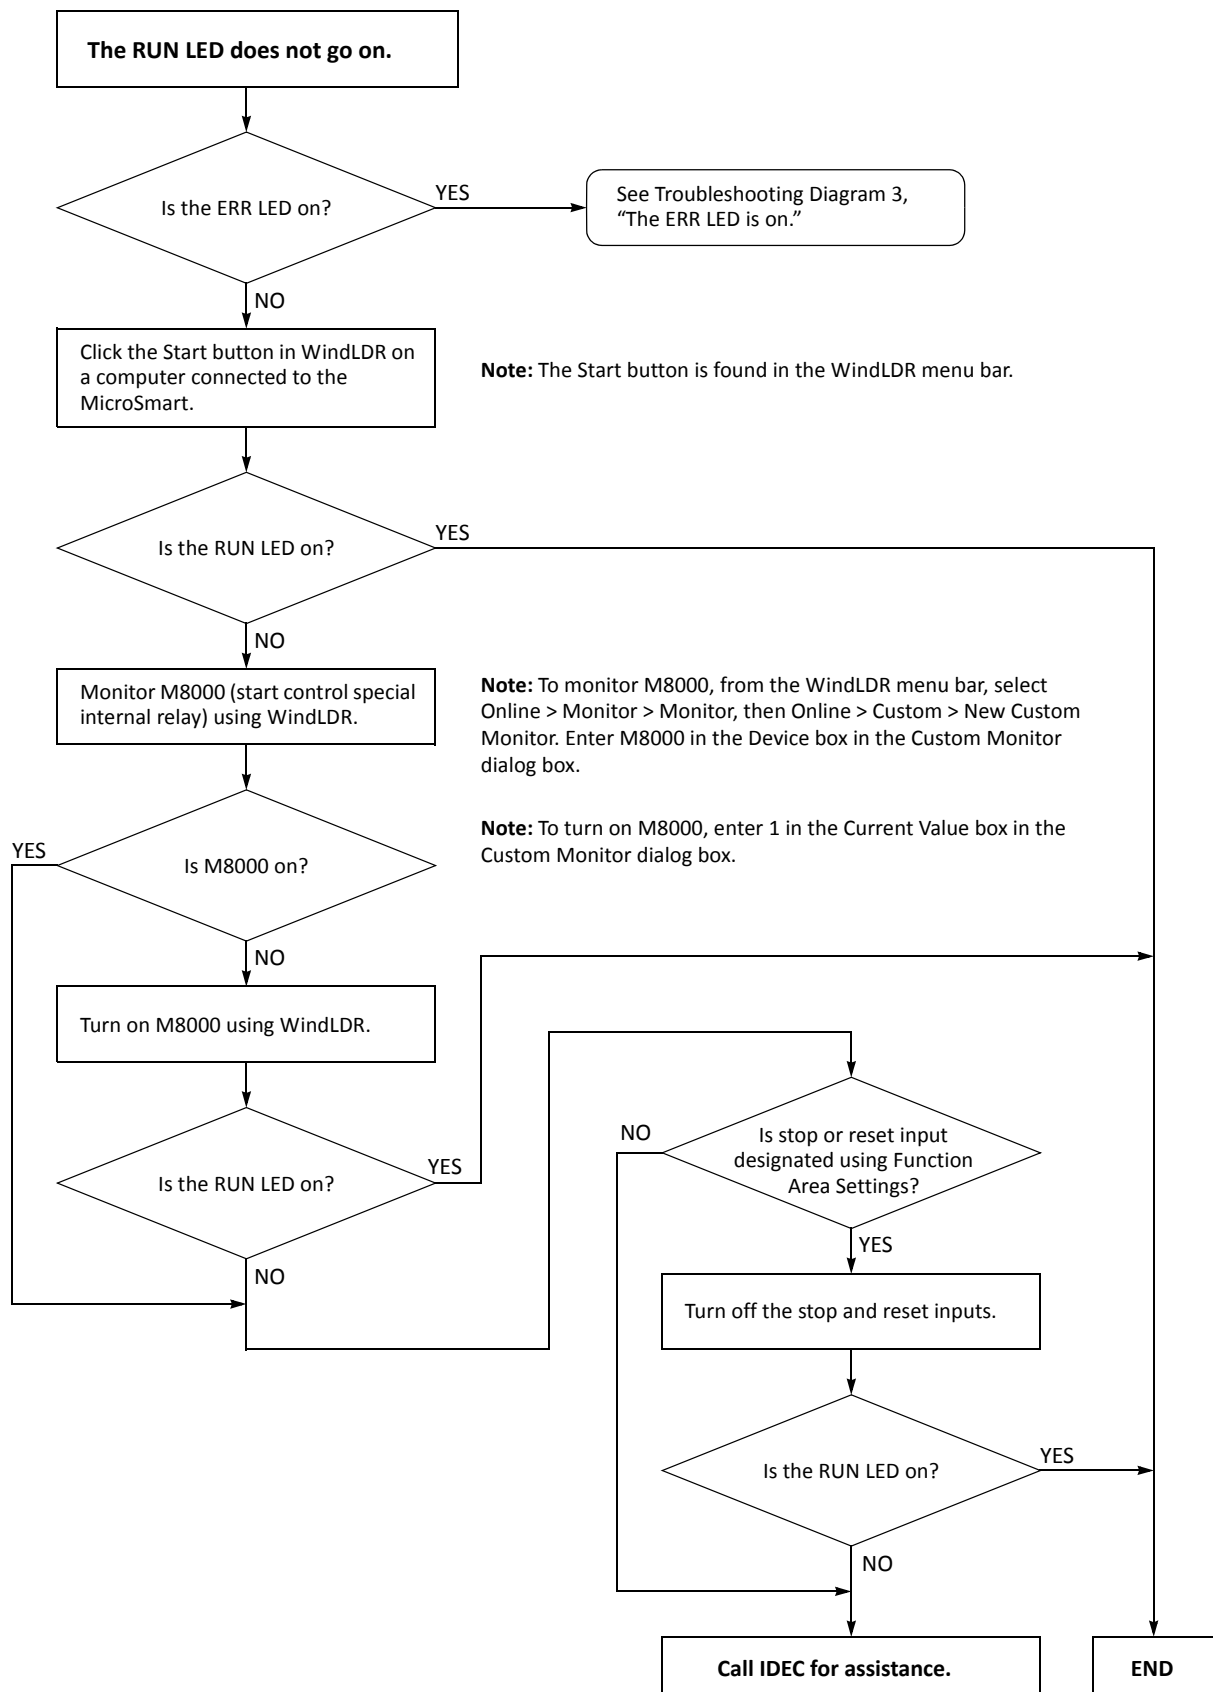 The RUN LED does not go on.
Is the ERR LED on?
YES
See Troubleshooting Diagram 3,
“The ERR LED is on.”
NO
Click the Start button in WindLDR on
a computer connected to the
MicroSmart.
Note: The Start button is found in the WindLDR menu bar.
Is the RUN LED on?
YES
NO
Monitor M8000 (start control special
internal relay) using WindLDR.
Note: To monitor M8000, from the WindLDR menu bar, select
Online > Monitor > Monitor, then Online > Custom > New Custom
Monitor. Enter M8000 in the Device box in the Custom Monitor
dialog box.
Note: To turn on M8000, enter 1 in the Current Value box in the
Custom Monitor dialog box.
YES
Is M8000 on?
NO
Turn on M8000 using WindLDR.
Is the RUN LED on?
YES
NO
NO
Is stop or reset input
designated using Function
Area Settings?
YES
Turn off the stop and reset inputs.
Is the RUN LED on?
YES
NO
Call IDEC for assistance.
END